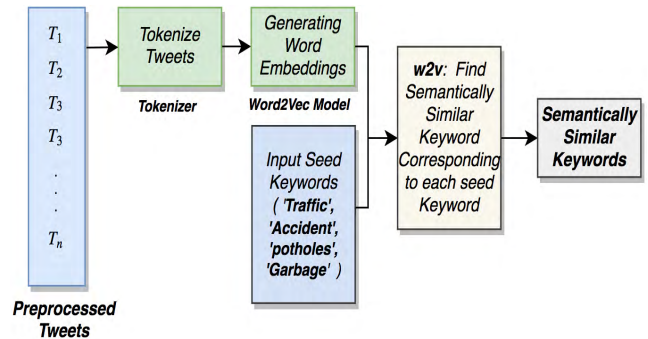 T1
T2
T3
T3
.
.
.
Tn
Preprocessed
Tweets
Tokenize
Tweets
Tokenizer
Generating
Word
Embeddings
Word2Vec Model
Input Seed
Keywords
( 'Traffic',
'Accident',
'potholes',
'Garbage' )
w2v: Find
Semantically
Similar
Keyword
Corresponding
to each seed
Keyword
Semantically
Similar
Keywords